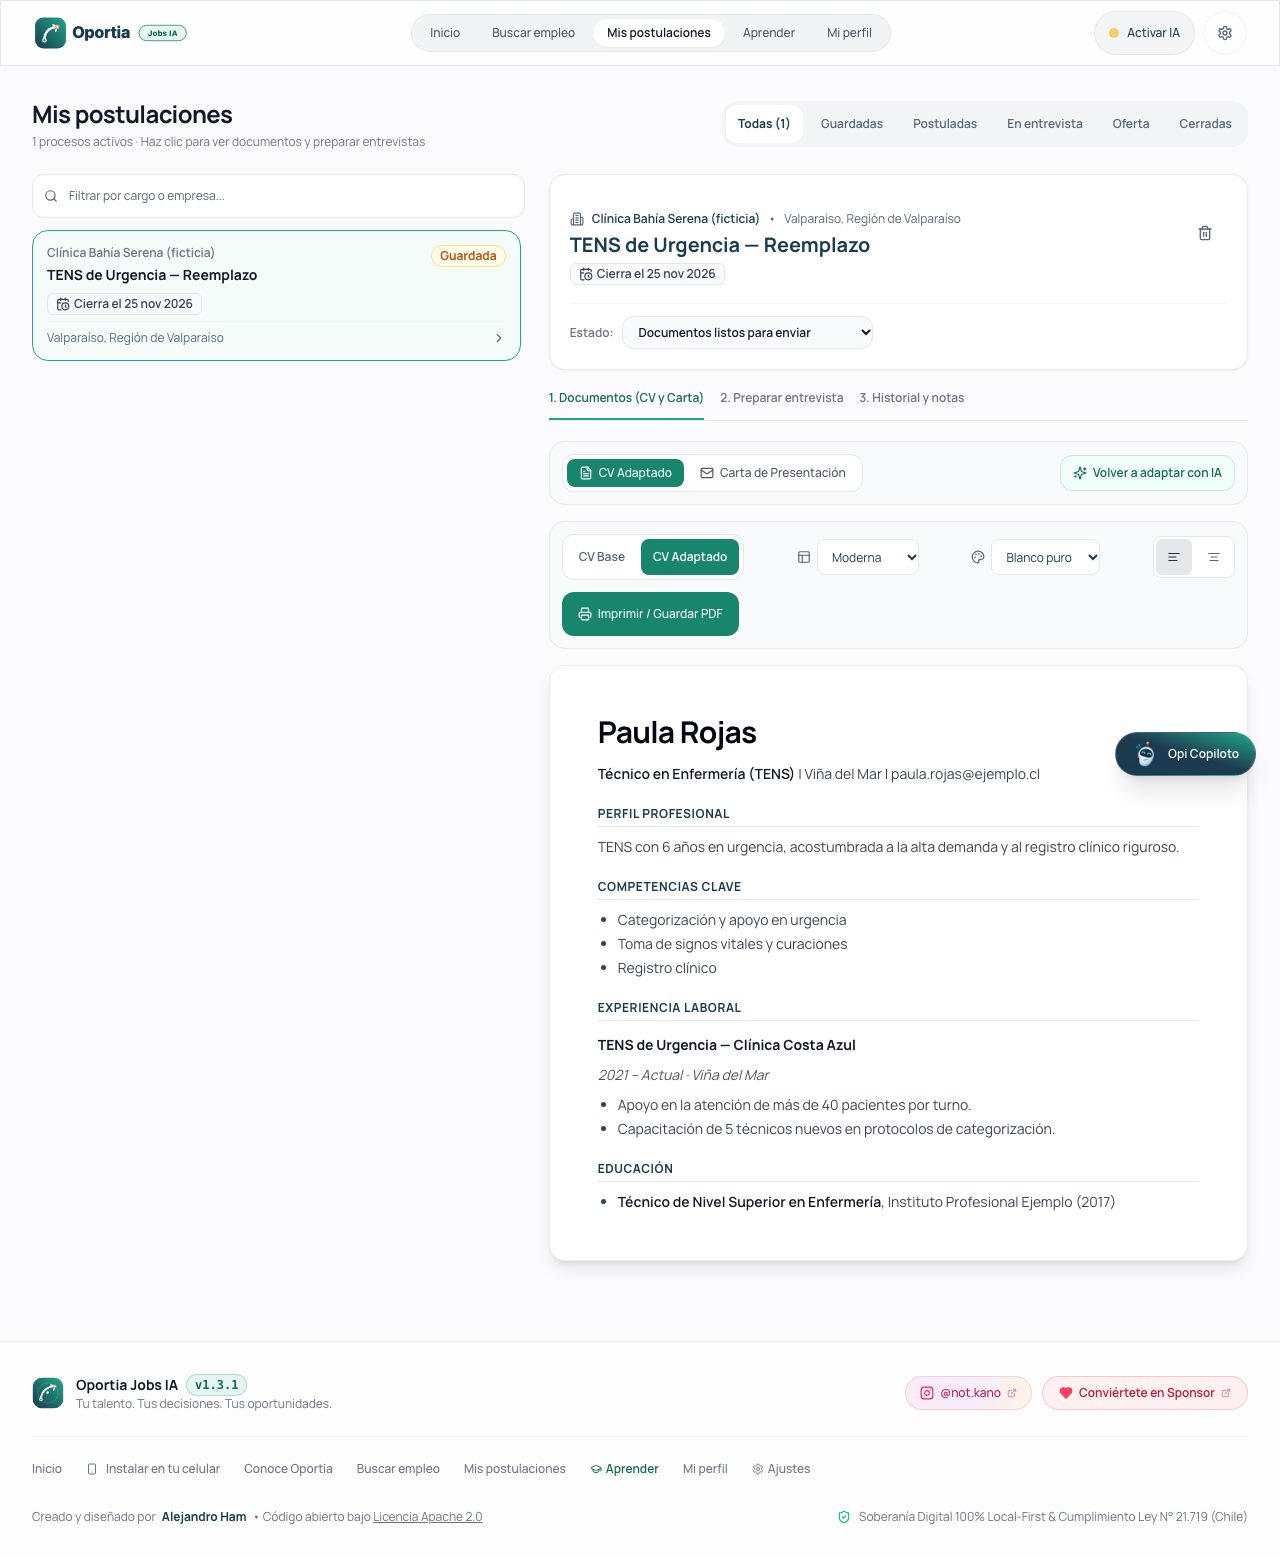 Oportia Jobs IA
Inicio
Buscar empleo
Mis postulaciones
Aprender
Mi perfil
Activar IA
Mis postulaciones
1 procesos activos · Haz clic para ver documentos y preparar entrevistas
Todas (1)
Guardadas
Postuladas
En entrevista
Oferta
Cerradas
Filtrar por cargo o empresa...
Clínica Bahía Serena (ficticia)
Guardada
TENS de Urgencia — Reemplazo
Cierra el 25 nov 2026
Valparaíso, Región de Valparaíso
Clínica Bahía Serena (ficticia) • Valparaíso, Región de Valparaíso
TENS de Urgencia — Reemplazo
Cierra el 25 nov 2026
Estado: Documentos listos para enviar
1. Documentos (CV y Carta)
2. Preparar entrevista
3. Historial y notas
CV Adaptado
Carta de Presentación
Volver a adaptar con IA
CV Base
CV Adaptado
Moderna
Blanco puro
Imprimir / Guardar PDF
Paula Rojas
Opi Copiloto
Técnico en Enfermería (TENS) | Viña del Mar | paula.rojas@ejemplo.cl
PERFIL PROFESIONAL
TENS con 6 años en urgencia, acostumbrada a la alta demanda y al registro clínico riguroso.
COMPETENCIAS CLAVE
• Categorización y apoyo en urgencia
• Toma de signos vitales y curaciones
• Registro clínico
EXPERIENCIA LABORAL
TENS de Urgencia — Clínica Costa Azul
2021 – Actual · Viña del Mar
• Apoyo en la atención de más de 40 pacientes por turno.
• Capacitación de 5 técnicos nuevos en protocolos de categorización.
EDUCACIÓN
• Técnico de Nivel Superior en Enfermería, Instituto Profesional Ejemplo (2017)
Oportia Jobs IA v1.3.1
Tu talento. Tus decisiones. Tus oportunidades.
@not.kano
Conviértete en Sponsor
Inicio
Instalar en tu celular
Conoce Oportia
Buscar empleo
Mis postulaciones
Aprender
Mi perfil
Ajustes
Creado y diseñado por Alejandro Ham • Código abierto bajo Licencia Apache 2.0
Soberanía Digital 100% Local-First & Cumplimiento Ley N° 21.719 (Chile)